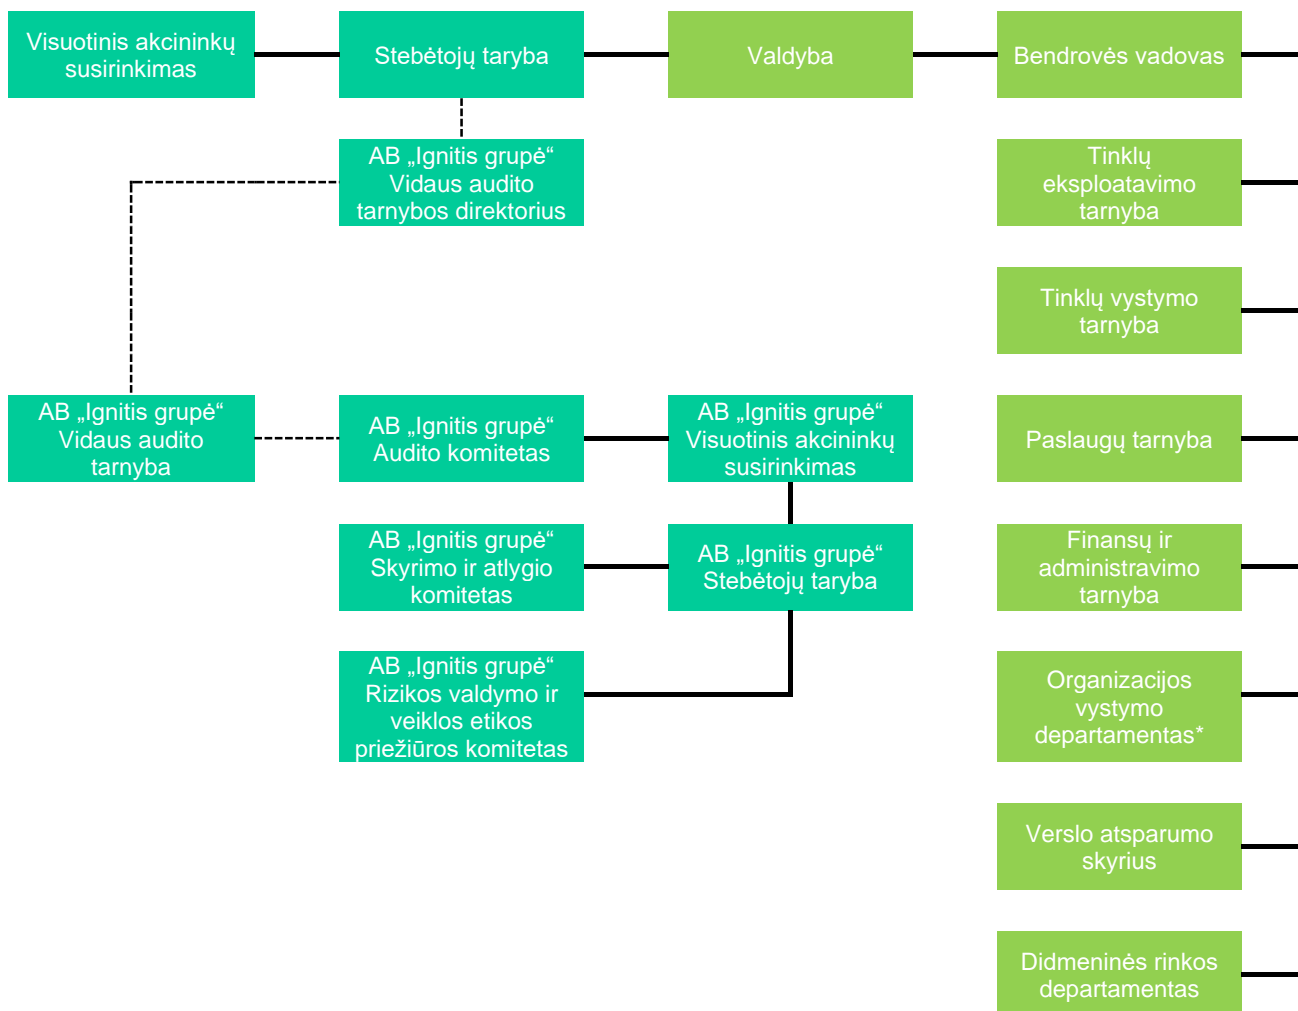 Visuotinis akcininkų
susirinkimas
Stebėtojų taryba
Valdyba
Bendrovės vadovas
AB „Ignitis grupė“
Vidaus audito
tarnybos direktorius
Tinklų
eksploatavimo
tarnyba
Tinklų vystymo
tarnyba
AB „Ignitis grupė“
Vidaus audito
tarnyba
AB „Ignitis grupė“
Audito komitetas
AB „Ignitis grupė“
Visuotinis akcininkų
susirinkimas
Paslaugų tarnyba
AB „Ignitis grupė“
Skyrimo ir atlygio
komitetas
AB „Ignitis grupė“
Stebėtojų taryba
Finansų ir
administravimo
tarnyba
AB „Ignitis grupė“
Rizikos valdymo ir
veiklos etikos
priežiūros komitetas
Organizacijos
vystymo
departamentas*
Verslo atsparumo
skyrius
Didmeninės rinkos
departamentas